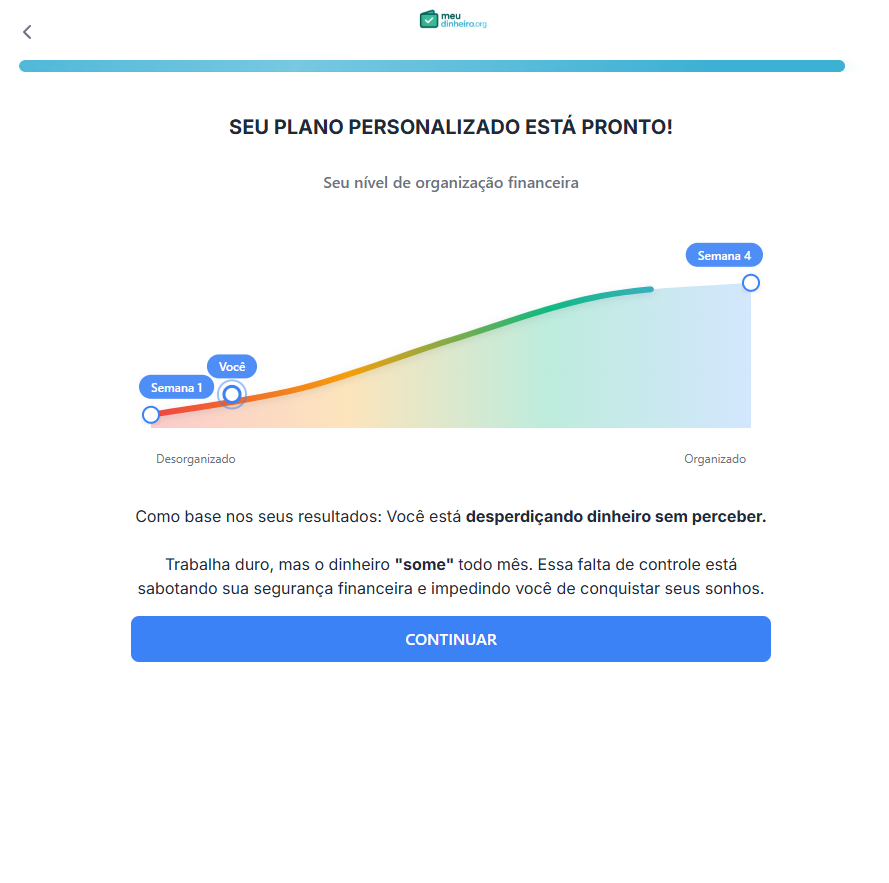 meu
dinheiro.org
SEU PLANO PERSONALIZADO ESTÁ PRONTO!
Seu nível de organização financeira
Semana 4
Você
Semana 1
Desorganizado
Organizado
Como base nos seus resultados: Você está desperdiçando dinheiro sem perceber.
Trabalha duro, mas o dinheiro "some" todo mês. Essa falta de controle está
sabotando sua segurança financeira e impedindo você de conquistar seus sonhos.
CONTINUAR